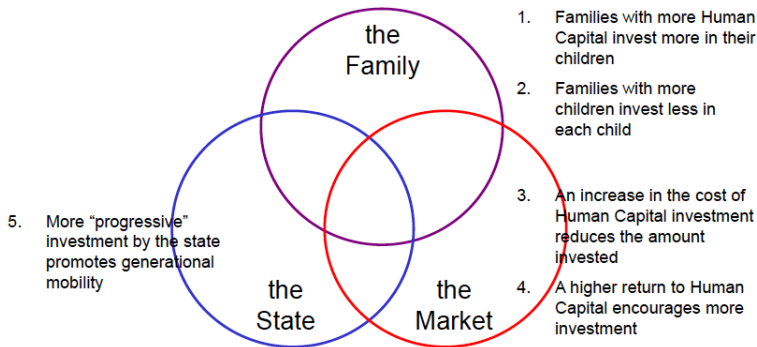 the
Family
1. Families with more Human
Capital invest more in their
children
2. Families with more
children invest less in
each child
3. An increase in the cost of
Human Capital investment
reduces the amount
invested
4. A higher return to Human
Capital encourages more
investment
5. More “progressive”
investment by the state
promotes generational
mobility
the
State
the
Market